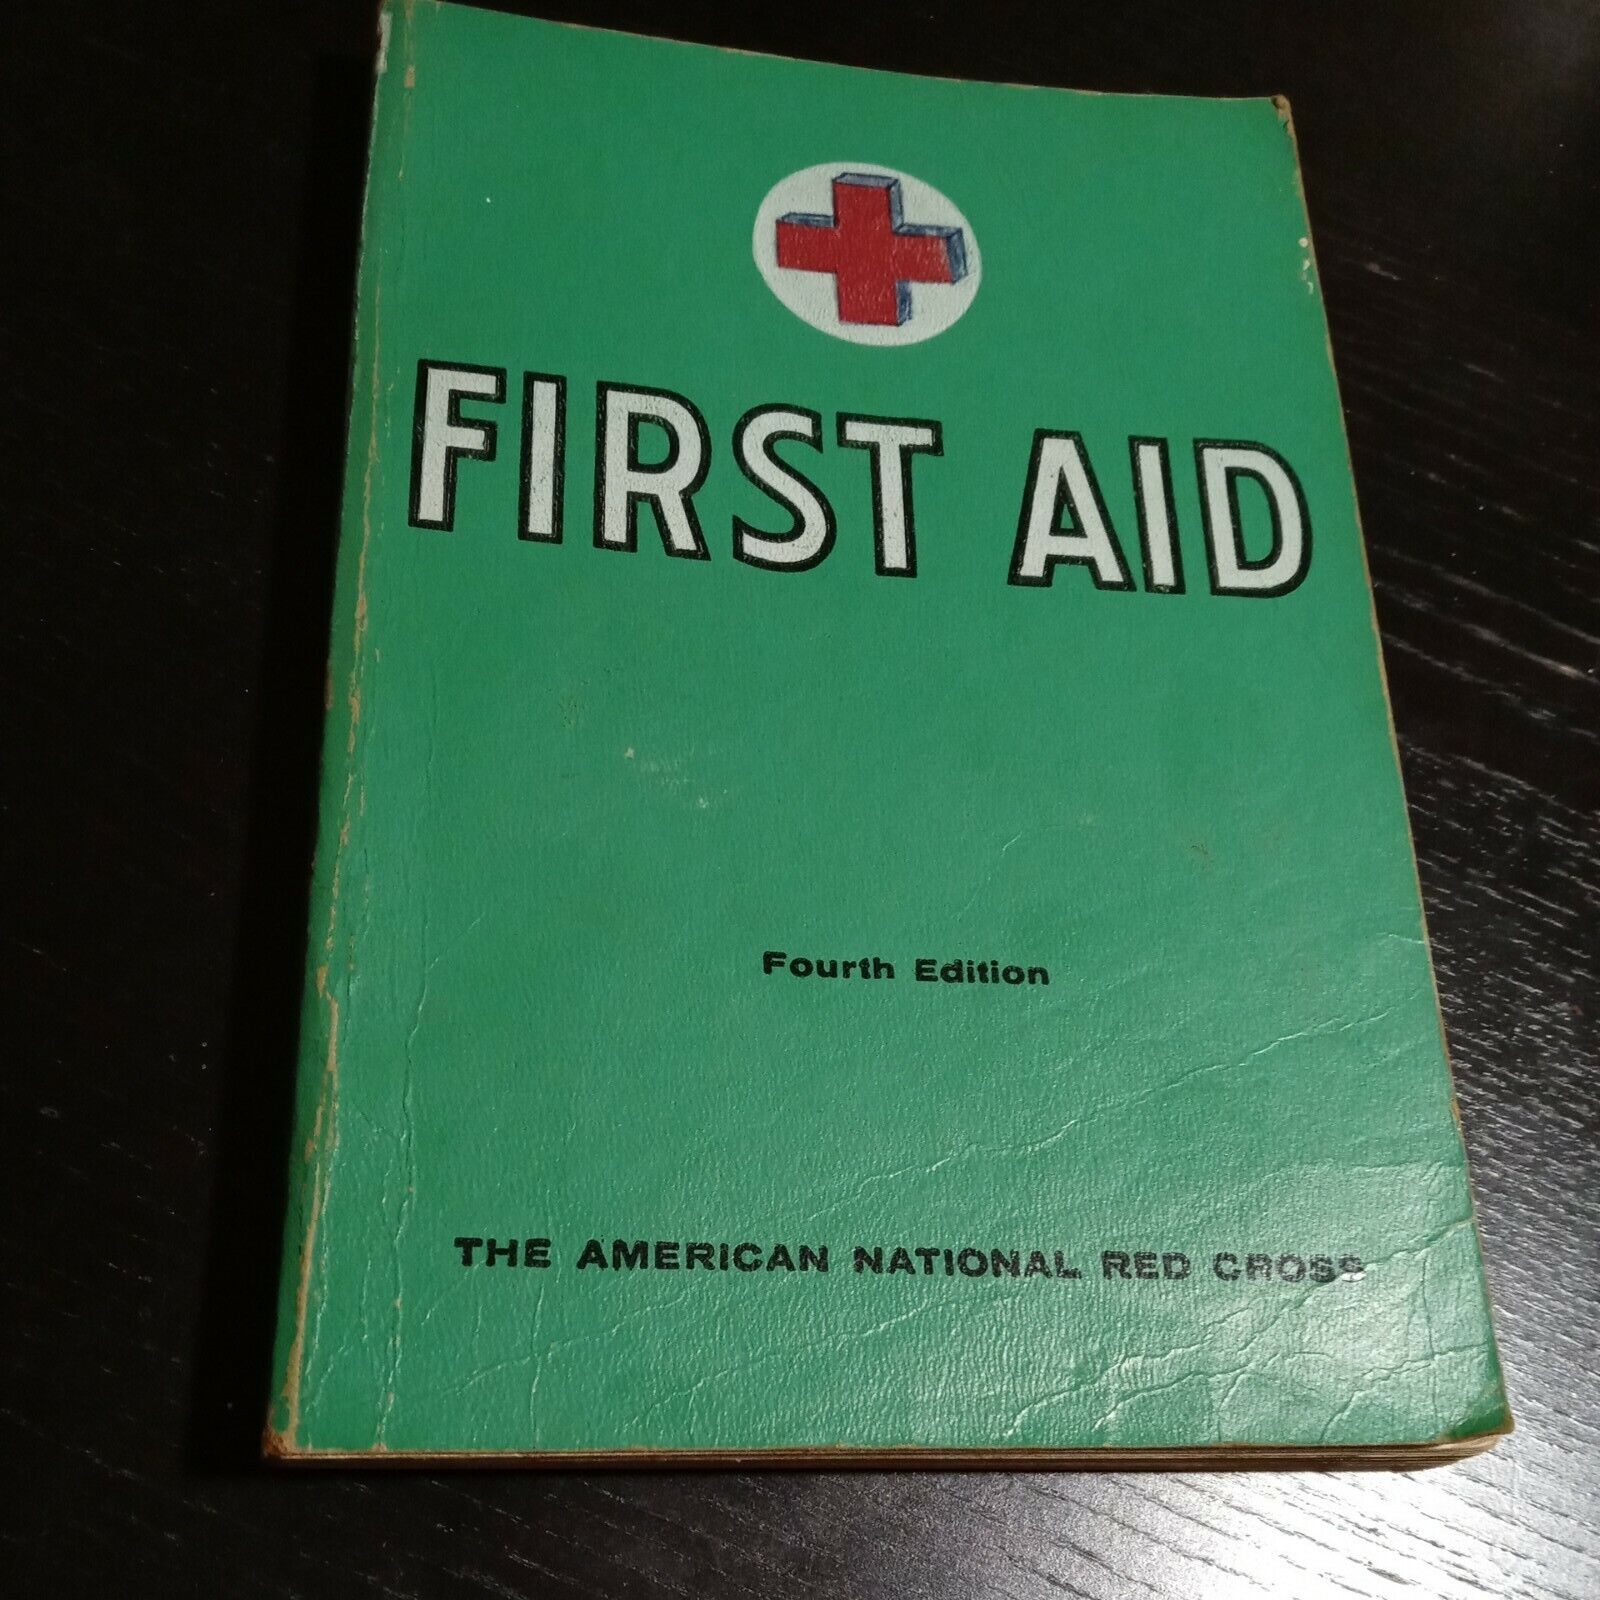 FIRST AID
Fourth Edition
THE AMERICAN NATIONAL RED CROSS